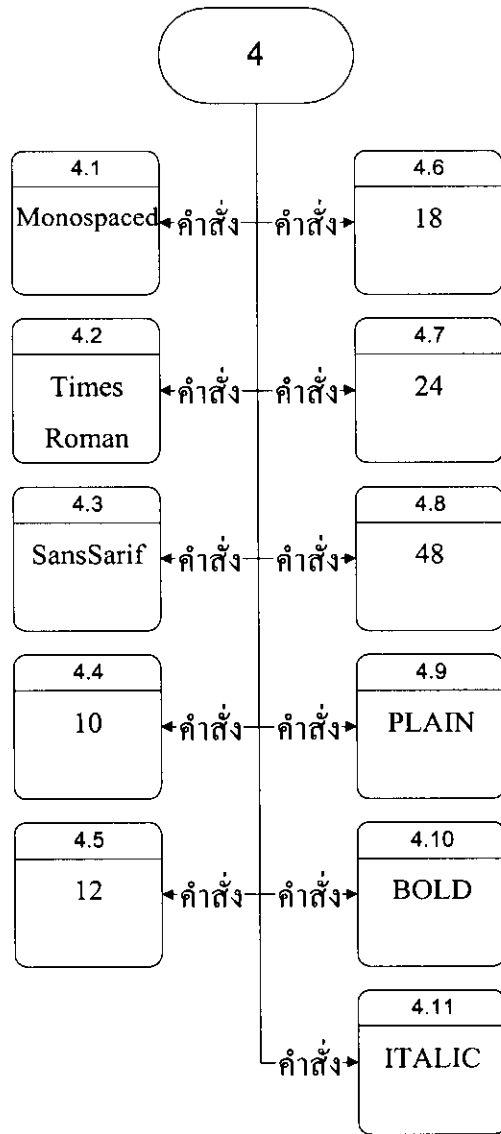 4
4.1
Monospaced
คำสั่ง
คำสั่ง
4.6
18
4.2
Times
Roman
คำสั่ง
คำสั่ง
4.7
24
4.3
SansSarif
คำสั่ง
คำสั่ง
4.8
48
4.4
10
คำสั่ง
คำสั่ง
4.9
PLAIN
4.5
12
คำสั่ง
คำสั่ง
4.10
BOLD
คำสั่ง
4.11
ITALIC